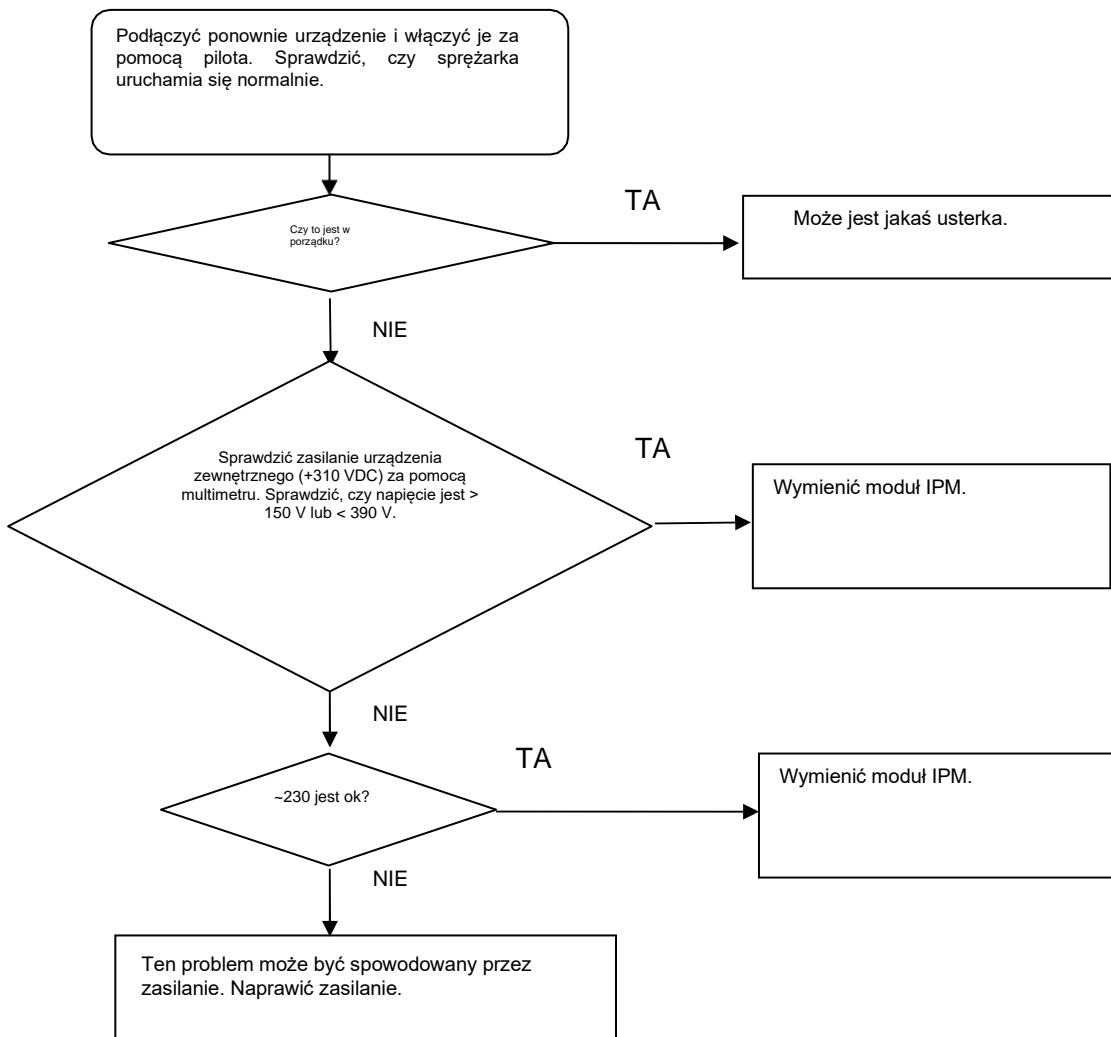 Podłączyć ponownie urządzenie i włączyć je za
pomocą pilota. Sprawdzić, czy sprężarka
uruchamia się normalnie.
TA
Czy to jest w
porządku?
Może jest jakaś usterka.
NIE
TA
Sprawdzić zasilanie urządzenia
zewnętrznego (+310 VDC) za pomocą
multimetru. Sprawdzić, czy napięcie jest >
150 V lub < 390 V.
Wymienić moduł IPM.
NIE
TA
~230 jest ok?
Wymienić moduł IPM.
NIE
Ten problem może być spowodowany przez
zasilanie. Naprawić zasilanie.